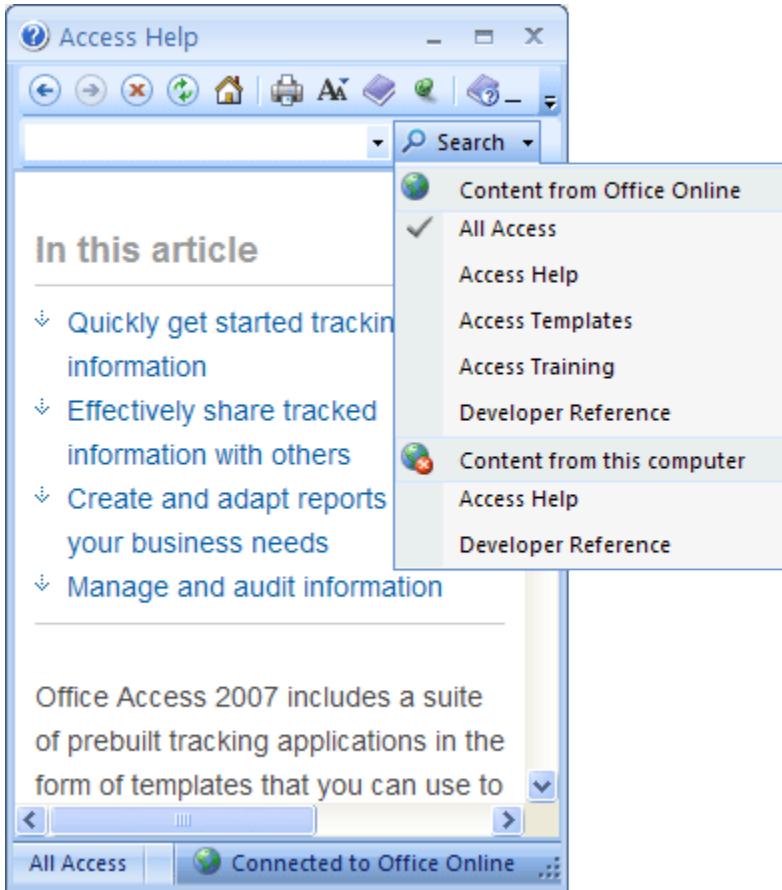 Access Help
Search
Content from Office Online
All Access
Access Help
Access Templates
Access Training
Developer Reference
Content from this computer
Access Help
Developer Reference
In this article
Quickly get started trackin
information
Effectively share tracked
information with others
Create and adapt reports
your business needs
Manage and audit information
Office Access 2007 includes a suite
of prebuilt tracking applications in the
form of templates that you can use to
All Access
Connected to Office Online